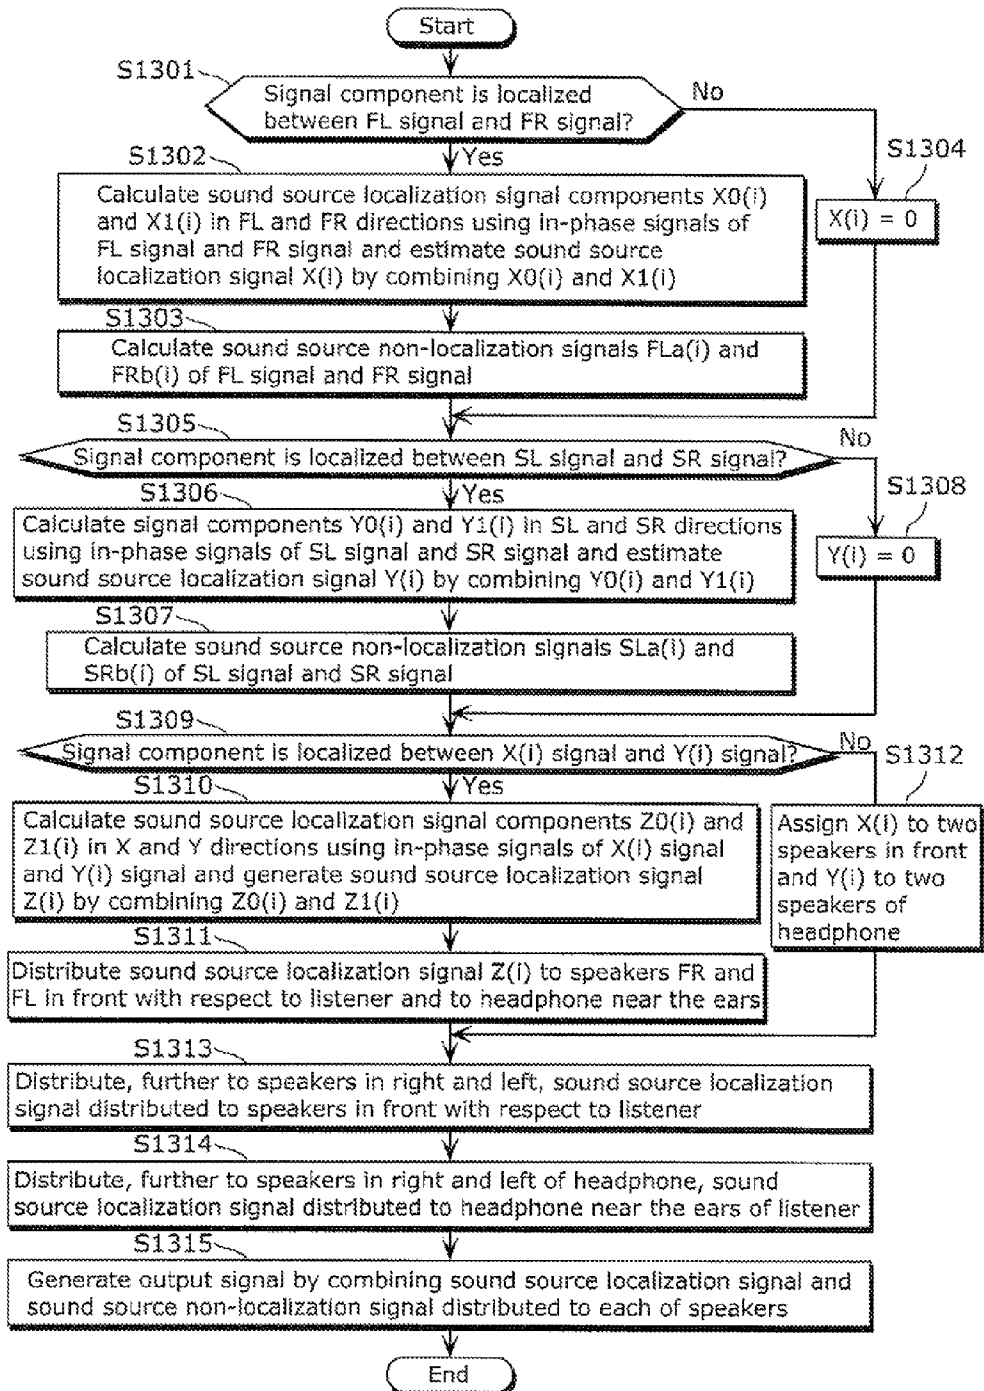 Start
S1301
Signal component is localized
between FL signal and FR signal?
No
S1302
Yes
S1304
Calculate sound source localization signal components X0(i)
and X1(i) in FL and FR directions using in-phase signals of
FL signal and FR signal and estimate sound source
localization signal X(i) by combining X0(i) and X1(i)
X(i) = 0
S1303
Calculate sound source non-localization signals FLa(i) and
FRb(i) of FL signal and FR signal
S1305
Signal component is localized between SL signal and SR signal?
No
S1306
Yes
S1308
Calculate signal components Y0(i) and Y1(i) in SL and SR directions
using in-phase signals of SL signal and SR signal and estimate
sound source localization signal Y(i) by combining Y0(i) and Y1(i)
Y(i) = 0
S1307
Calculate sound source non-localization signals SLa(i) and
SRb(i) of SL signal and SR signal
S1309
Signal component is localized between X(i) signal and Y(i) signal?
No
S1310
Yes
S1312
Calculate sound source localization signal components Z0(i) and
Z1(i) in X and Y directions using in-phase signals of X(i) signal
and Y(i) signal and generate sound source localization signal
Z(i) by combining Z0(i) and Z1(i)
Assign X(i) to two
speakers in front
and Y(i) to two
speakers of
headphone
S1311
Distribute sound source localization signal Z(i) to speakers FR and
FL in front with respect to listener and to headphone near the ears
S1313
Distribute, further to speakers in right and left, sound source localization
signal distributed to speakers in front with respect to listener
S1314
Distribute, further to speakers in right and left of headphone, sound
source localization signal distributed to headphone near the ears of listener
S1315
Generate output signal by combining sound source localization signal and
sound source non-localization signal distributed to each of speakers
End